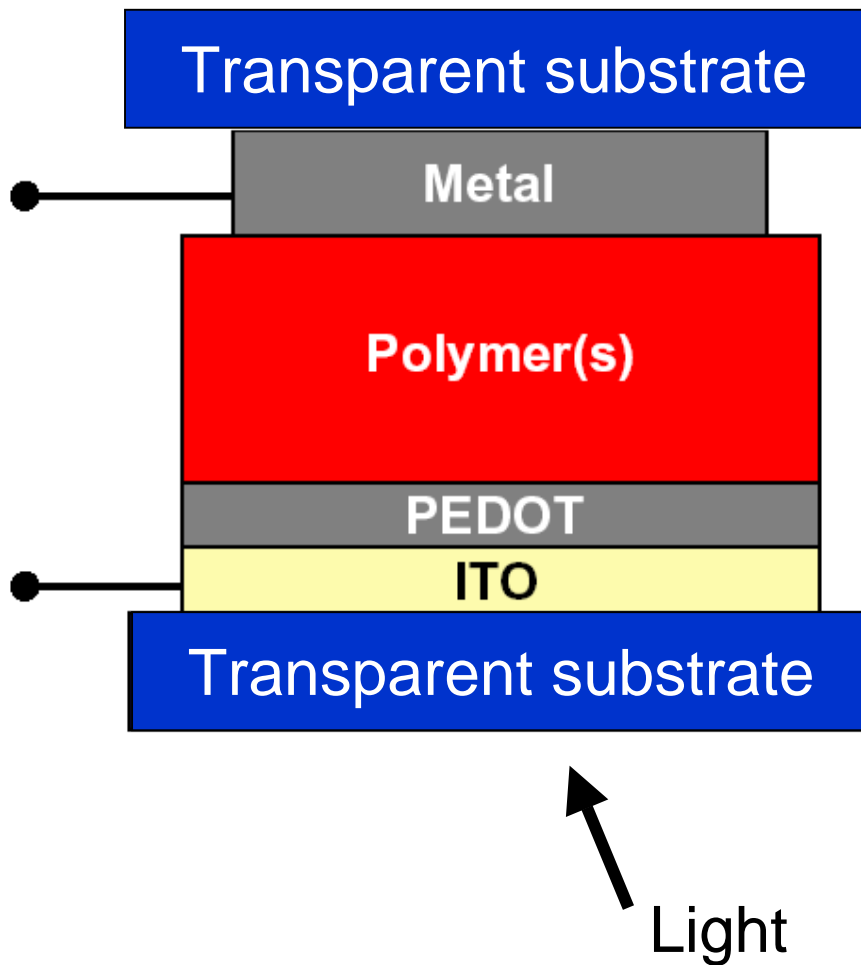 Transparent substrate
Metal
Polymer(s)
PEDOT
ITO
Transparent substrate
Light